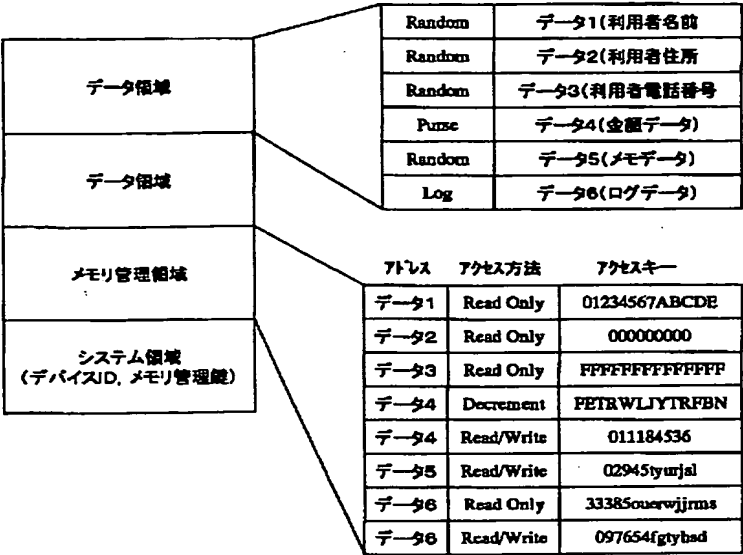 データ領域
データ領域
メモリ管理領域
システム領域
(デバイスID, メモリ管理鍵)
Random データ1(利用者名前
Random データ2(利用者住所
Random データ3(利用者電話番号
Purse データ4(金額データ)
Random データ5(メモデータ)
Log データ6(ログデータ)
アドレス アクセス方法 アクセスキー
データ1 Read Only 01234567ABCDE
データ2 Read Only 000000000
データ3 Read Only FFFFFFFFFFFFFF
データ4 Decrement
データ4 Read/Write 011184536
データ5 Read/Write
データ6 Read Only
データ6 Read/Write